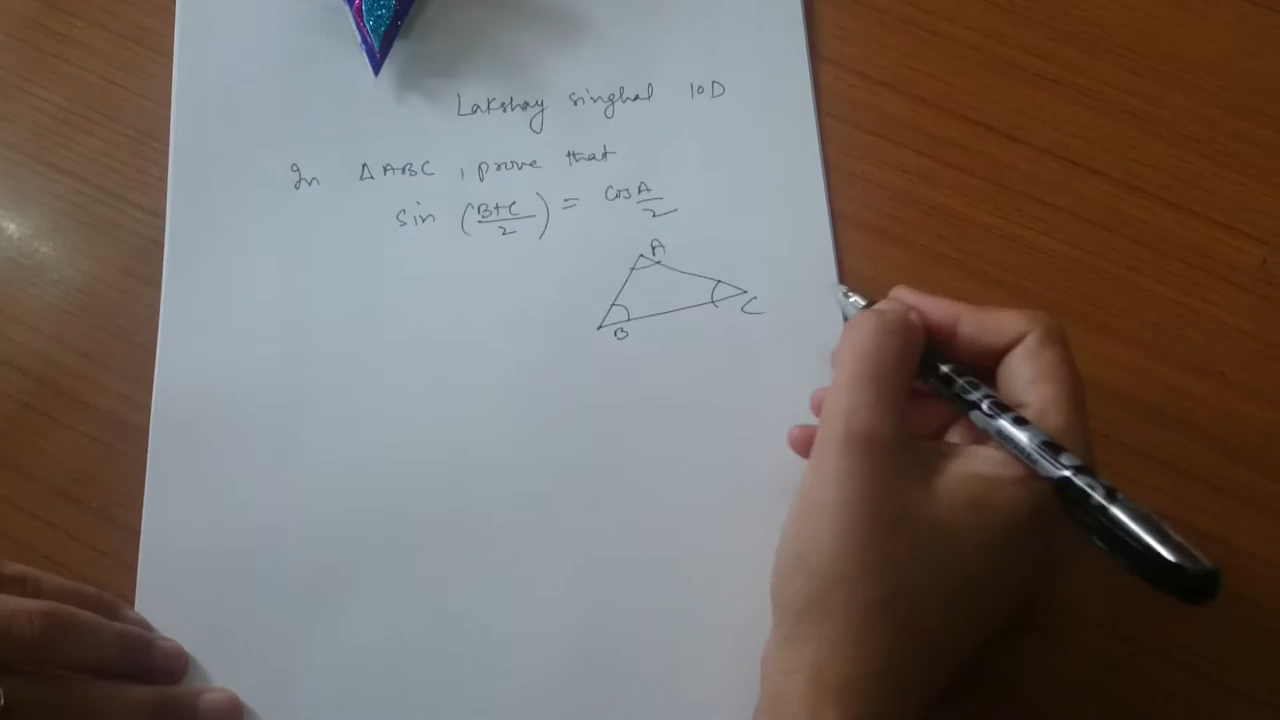 Lakshay singhal 10D
In ΔABC, prove that
sin (B+C/2) = cos A/2
A
B
C